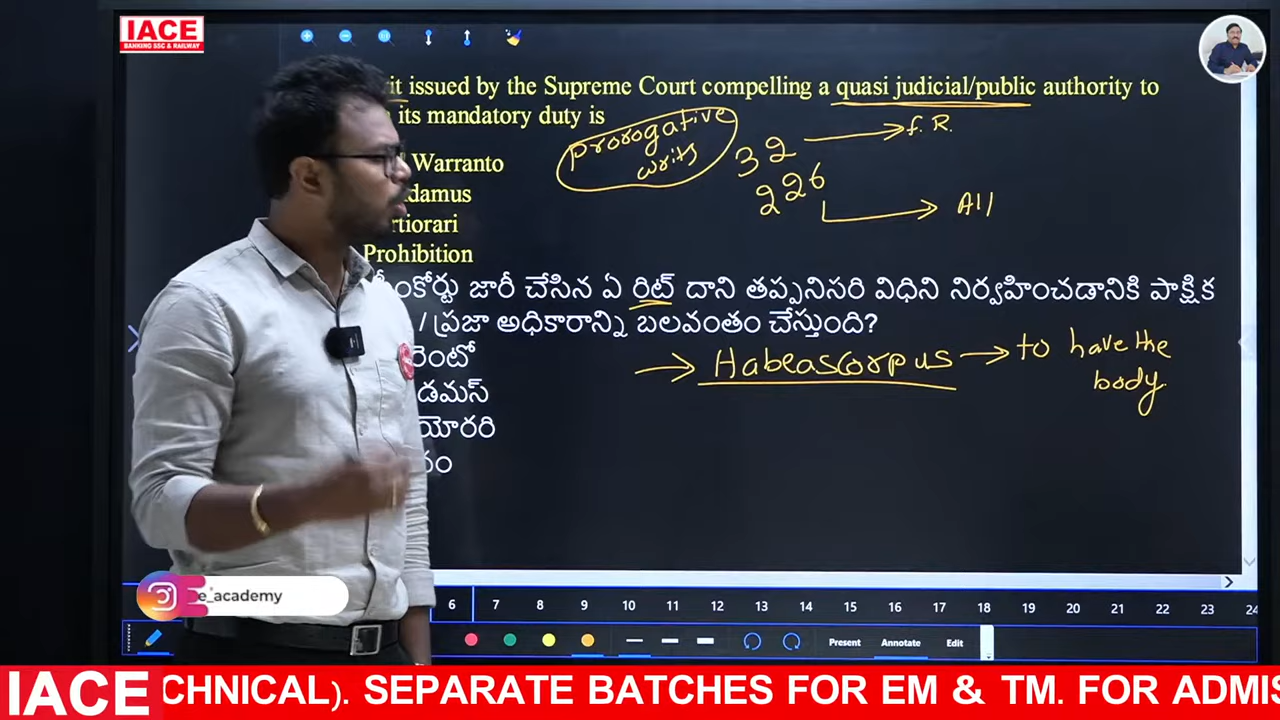 IACE
BANKING SSC & RAILWAY
it issued by the Supreme Court compelling a quasi judicial/public authority to
its mandatory duty is
prorogative
writs
32
f. R.
226
All
Warranto
damus
rtiorari
Prohibition
కోర్టు జారీ చేసిన ఏ రిట్ దాని తప్పనిసరి విధిని నిర్వహించడానికి పాక్షిక
/ ప్రజా అధికారాన్ని బలవంతం చేస్తుంది?
రెంటో
డమస్
యోరరి
Habeascorpus
to have the
body
e_academy
6 7 8 9 10 11 12 13 14 15 16 17 18 19 20 21 22 23 24
Present Annotate Edit
IACE CHNICAL). SEPARATE BATCHES FOR EM & TM. FOR ADMIS